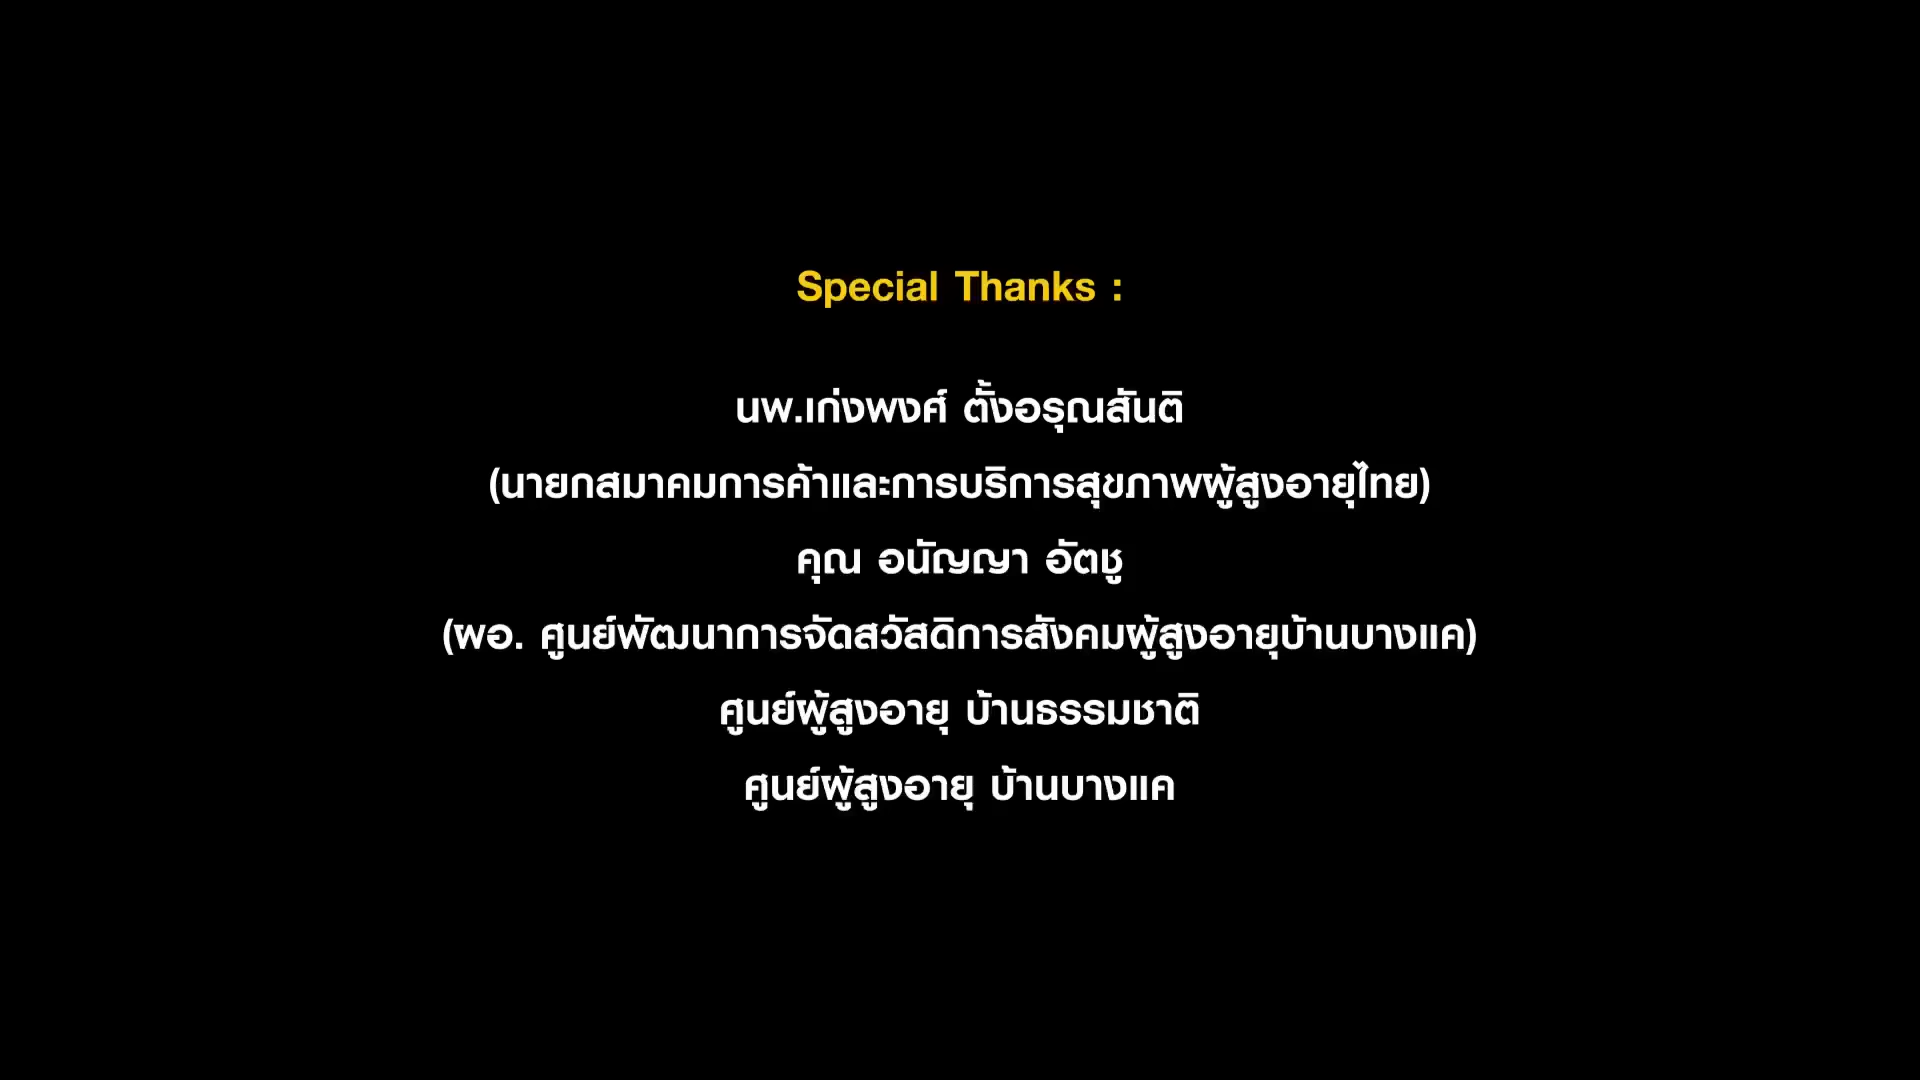 Special Thanks :
นพ.เก่งพงศ์ ตั้งอรุณสันติ
(นายกสมาคมการค้าและการบริการสุขภาพผู้สูงอายุไทย)
คุณ อนัญญา อัตชู
(ผอ. ศูนย์พัฒนาการจัดสวัสดิการสังคมผู้สูงอายุบ้านบางแค)
ศูนย์ผู้สูงอายุ บ้านธรรมชาติ
ศูนย์ผู้สูงอายุ บ้านบางแค